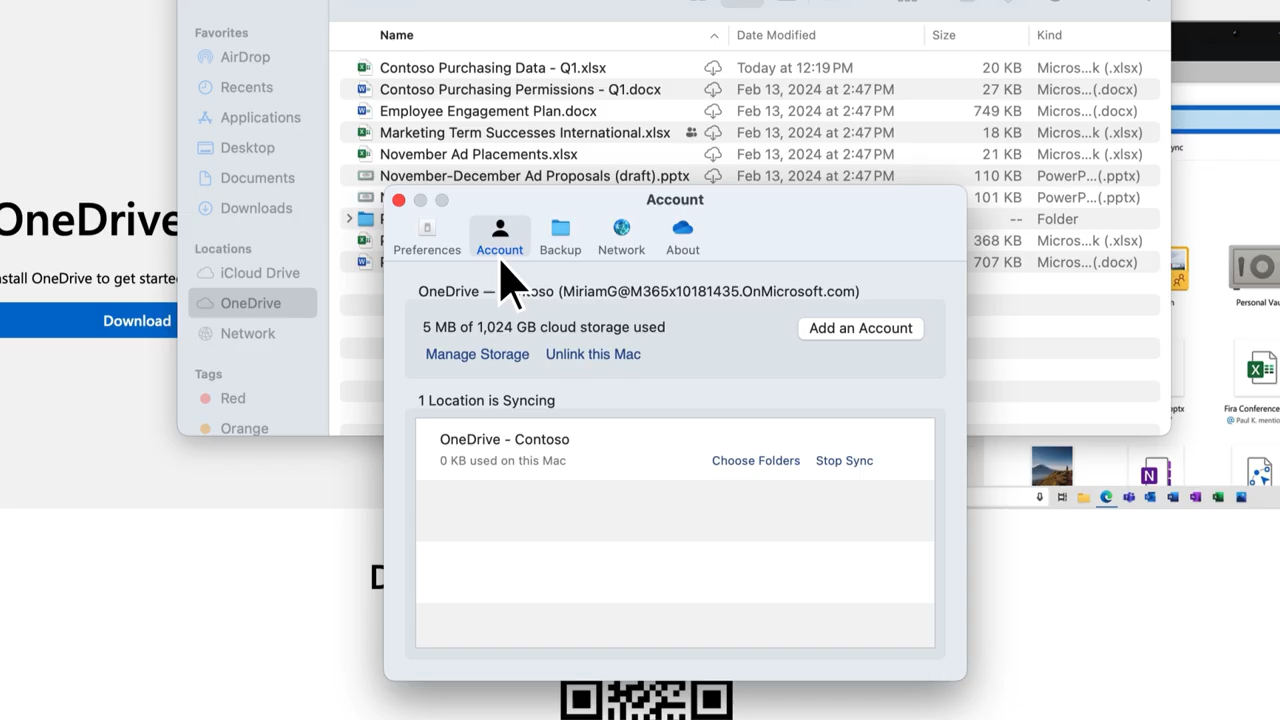 Favorites
AirDrop
Recents
Applications
Desktop
Documents
Downloads
Locations
iCloud Drive
OneDrive
Network
Tags
Red
Orange
Name Date Modified Size Kind
Contoso Purchasing Data - Q1.xlsx Today at 12:19 PM 20 KB Micros...k (.xlsx)
Contoso Purchasing Permissions - Q1.docx Feb 13, 2024 at 2:47 PM 27 KB Micros...(.docx)
Employee Engagement Plan.docx Feb 13, 2024 at 2:47 PM 749 KB Micros...(.docx)
Marketing Term Successes International.xlsx Feb 13, 2024 at 2:47 PM 18 KB Micros...k (.xlsx)
November Ad Placements.xlsx Feb 13, 2024 at 2:47 PM 21 KB Micros...k (.xlsx)
November-December Ad Proposals (draft).pptx Feb 13, 2024 at 2:47 PM 110 KB PowerP...(.pptx)
101 KB PowerP...(.pptx)
-- Folder
368 KB Micros...k (.xlsx)
707 KB Micros...(.docx)
OneDrive
nstall OneDrive to get starte
Download
Account
Preferences Account Backup Network About
OneDrive — oso (MiriamG@M365x10181435.OnMicrosoft.com)
5 MB of 1,024 GB cloud storage used
Add an Account
Manage Storage Unlink this Mac
1 Location is Syncing
OneDrive - Contoso
0 KB used on this Mac Choose Folders Stop Sync
D
ync
Personal Vau
ptx
Fira Conference
@ Paul K. mentio